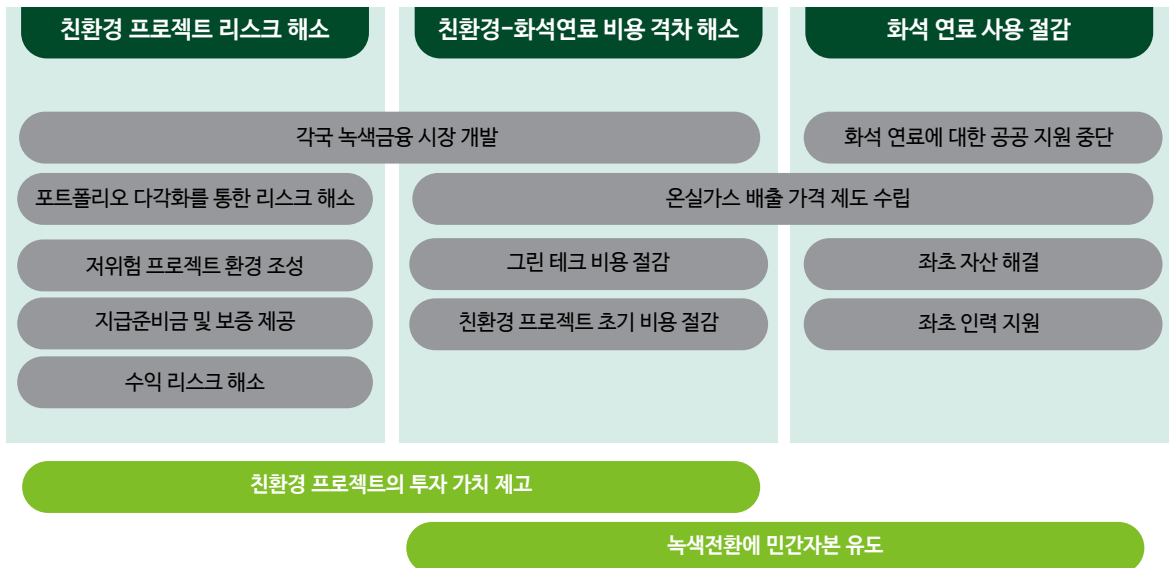 친환경 프로젝트 리스크 해소
친환경-화석연료 비용 격차 해소
화석 연료 사용 절감
각국 녹색금융 시장 개발
화석 연료에 대한 공공 지원 중단
포트폴리오 다각화를 통한 리스크 해소
온실가스 배출 가격 제도 수립
저위험 프로젝트 환경 조성
그린 테크 비용 절감
좌초 자산 해결
지급준비금 및 보증 제공
친환경 프로젝트 초기 비용 절감
좌초 인력 지원
수익 리스크 해소
친환경 프로젝트의 투자 가치 제고
녹색전환에 민간자본 유도